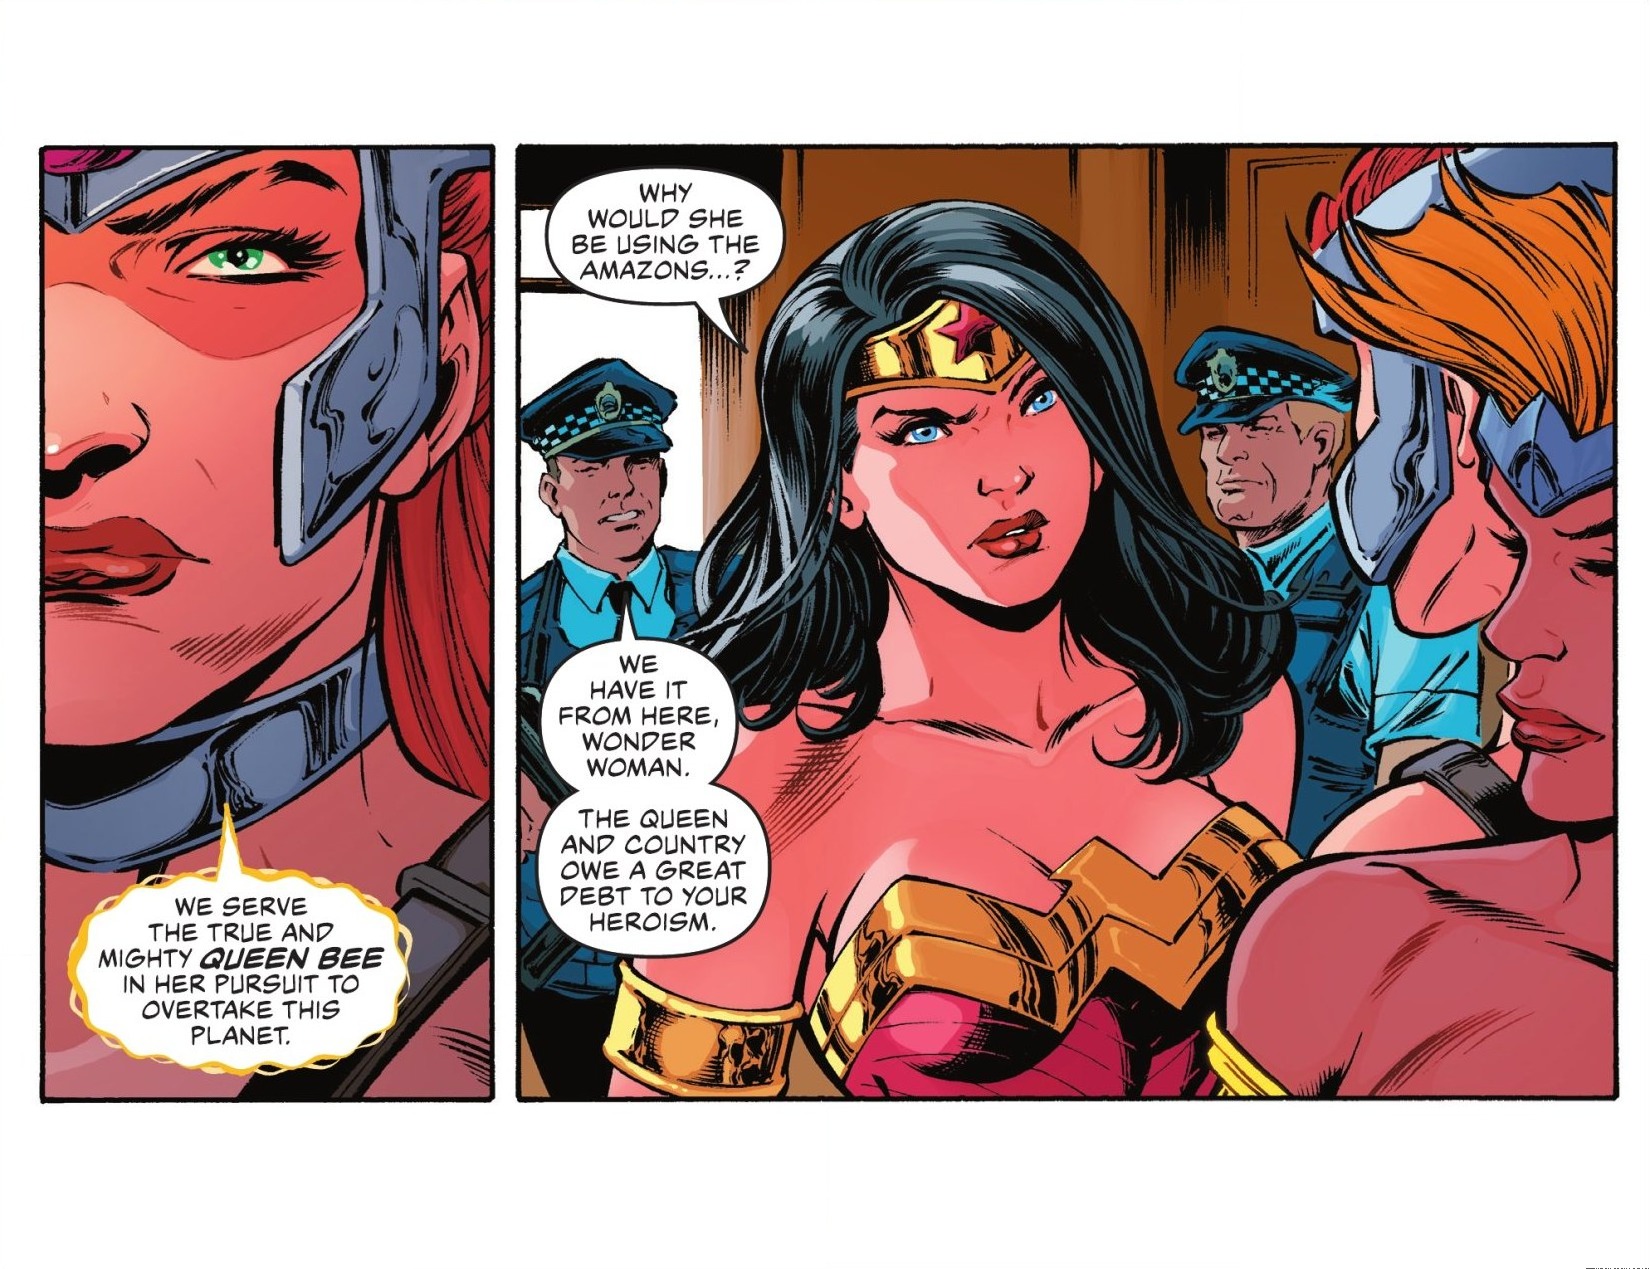 WE SERVE
THE TRUE AND
MIGHTY QUEEN BEE
IN HER PURSUIT TO
OVERTAKE THIS
PLANET.
WHY
WOULD SHE
BE USING THE
AMAZONS...?
WE
HAVE IT
FROM HERE,
WONDER
WOMAN.
THE QUEEN
AND COUNTRY
OWE A GREAT
DEBT TO YOUR
HEROISM.